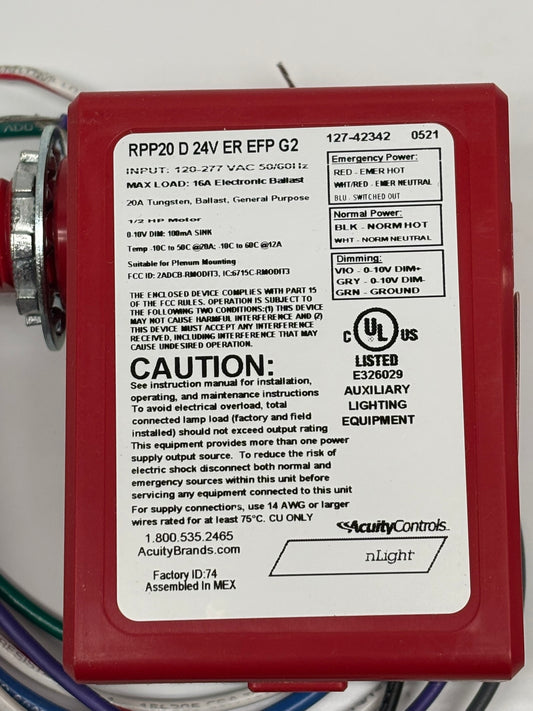 RPP20 D 24V ER EFP G2
127-42342 0521
INPUT: 120-277 VAC 50/60Hz
MAX LOAD: 16A Electronic Ballast
20A Tungsten, Ballast, General Purpose
1/2 HP Motor
0-10V DIM: 100mA SINK
Temp -10C to 50C @20A; -10C to 60C @12A
Suitable for Plenum Mounting
FCC ID: 2ADCB-RMODIT3, IC:6715C-RMODIT3
THE ENCLOSED DEVICE COMPLIES WITH PART 15
OF THE FCC RULES. OPERATION IS SUBJECT TO
THE FOLLOWING TWO CONDITIONS:(1) THIS DEVICE
MAY NOT CAUSE HARMFUL INTERFERENCE AND (2)
THIS DEVICE MUST ACCEPT ANY INTERFERENCE
RECEIVED, INCLUDING INTERFERENCE THAT MAY
CAUSE UNDESIRED OPERATION.
Emergency Power:
RED - EMER HOT
WHT/RED - EMER NEUTRAL
BLU - SWITCHED OUT
Normal Power:
BLK - NORM HOT
WHT - NORM NEUTRAL
Dimming:
VIO - 0-10V DIM+
GRY - 0-10V DIM-
GRN - GROUND
C UL US
LISTED
E326029
AUXILIARY
LIGHTING
EQUIPMENT
CAUTION:
See instruction manual for installation,
operating, and maintenance instructions
To avoid electrical overload, total
connected lamp load (factory and field
installed) should not exceed output rating
This equipment provides more than one power
supply output source. To reduce the risk of
electric shock disconnect both normal and
emergency sources within this unit before
servicing any equipment connected to this unit
For supply connections, use 14 AWG or larger
wires rated for at least 75°C. CU ONLY
1.800.535.2465
AcuityBrands.com
AcuityControls
nLight
Factory ID:74
Assembled In MEX